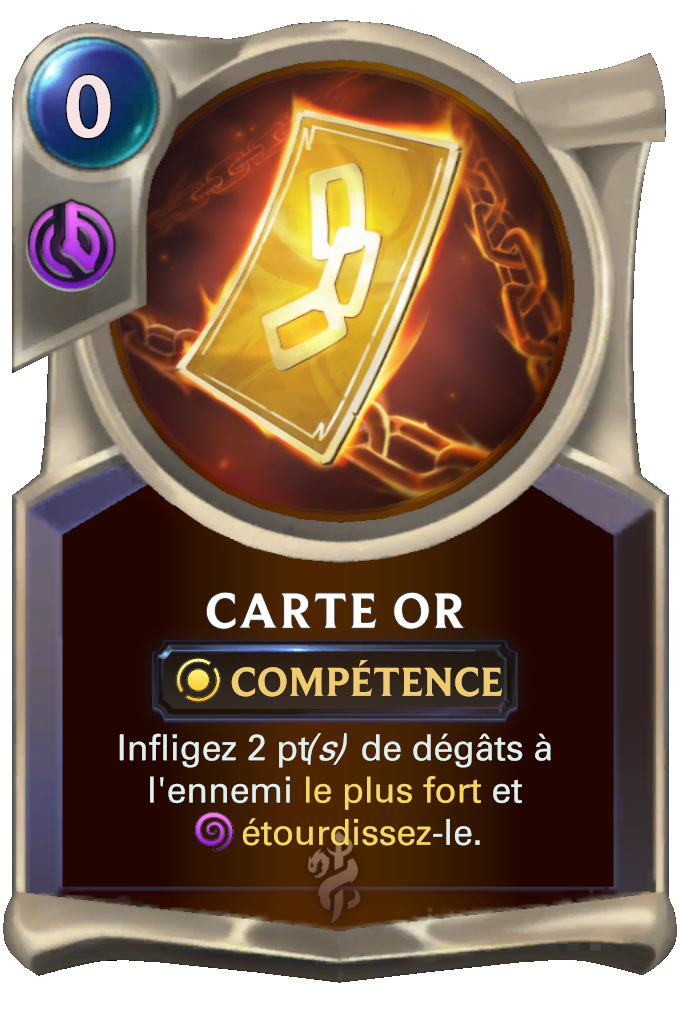 0
CARTE OR
COMPÉTENCE
Infligez 2 pt(s) de dégâts à
l'ennemi le plus fort et
étourdissez-le.